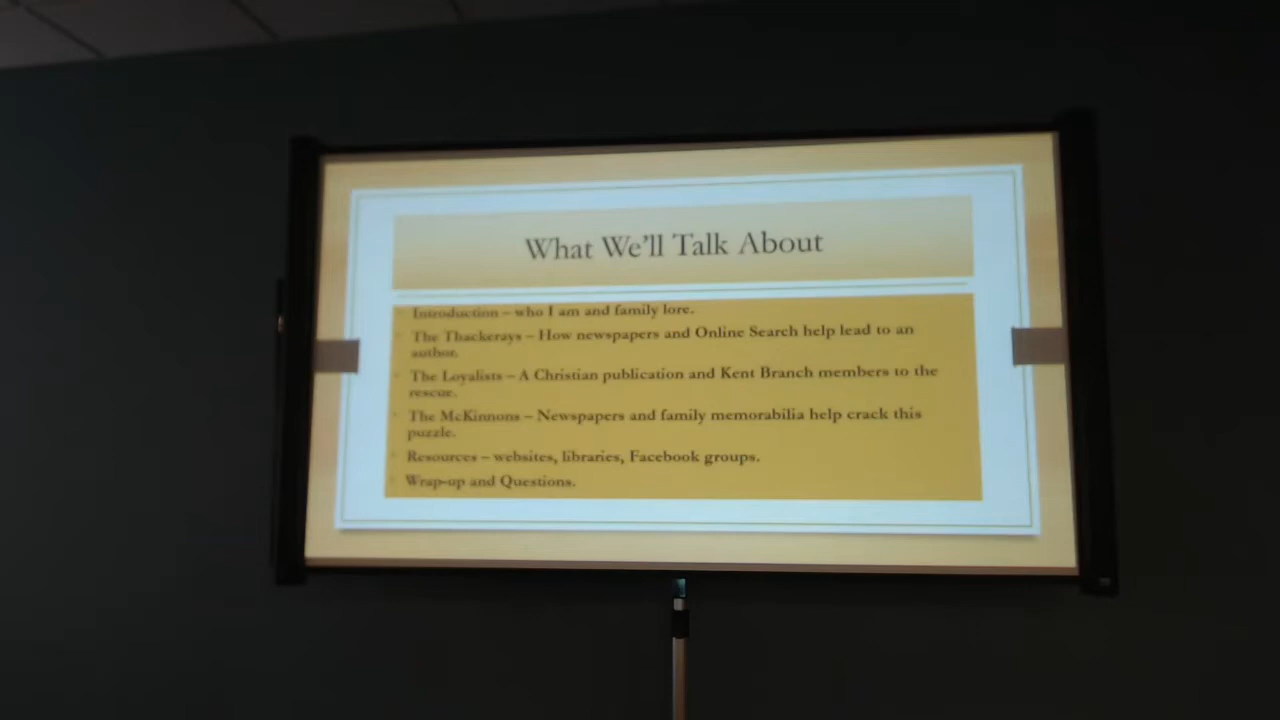 What We'll Talk About
Introduction – who I am and family lore.
The Thackerays – How newspapers and Online Search help lead to an
author.
The Loyalists – A Christian publication and Kent Branch members to the
rescue.
The McKinnons – Newspapers and family memorabilia help crack this
puzzle.
Resources – websites, libraries, Facebook groups.
Wrap-up and Questions.